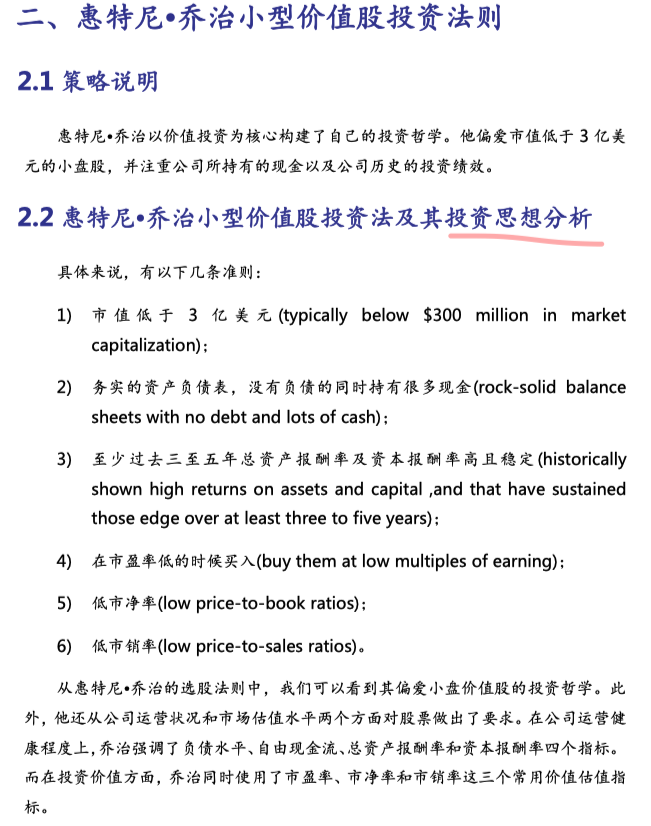 二、惠特尼•乔治小型价值股投资法则
2.1 策略说明
惠特尼•乔治以价值投资为核心构建了自己的投资哲学。他偏爱市值低于 3 亿美
元的小盘股，并注重公司所持有的现金以及公司历史的投资绩效。
2.2 惠特尼•乔治小型价值股投资法及其投资思想分析
具体来说，有以下几条准则：
1) 市值低于 3 亿美元(typically below $300 million in market
capitalization)；
2) 务实的资产负债表，没有负债的同时持有很多现金(rock-solid balance
sheets with no debt and lots of cash)；
3) 至少过去三至五年总资产报酬率及资本报酬率高且稳定(historically
shown high returns on assets and capital ,and that have sustained
those edge over at least three to five years)；
4) 在市盈率低的时候买入(buy them at low multiples of earning)；
5) 低市净率(low price-to-book ratios)；
6) 低市销率(low price-to-sales ratios)。
从惠特尼•乔治的选股法则中，我们可以看到其偏爱小盘价值股的投资哲学。此
外，他还从公司运营状况和市场估值水平两个方面对股票做出了要求。在公司运营健
康程度上，乔治强调了负债水平、自由现金流、总资产报酬率和资本报酬率四个指标。
而在投资价值方面，乔治同时使用了市盈率、市净率和市销率这三个常用价值估值指
标。